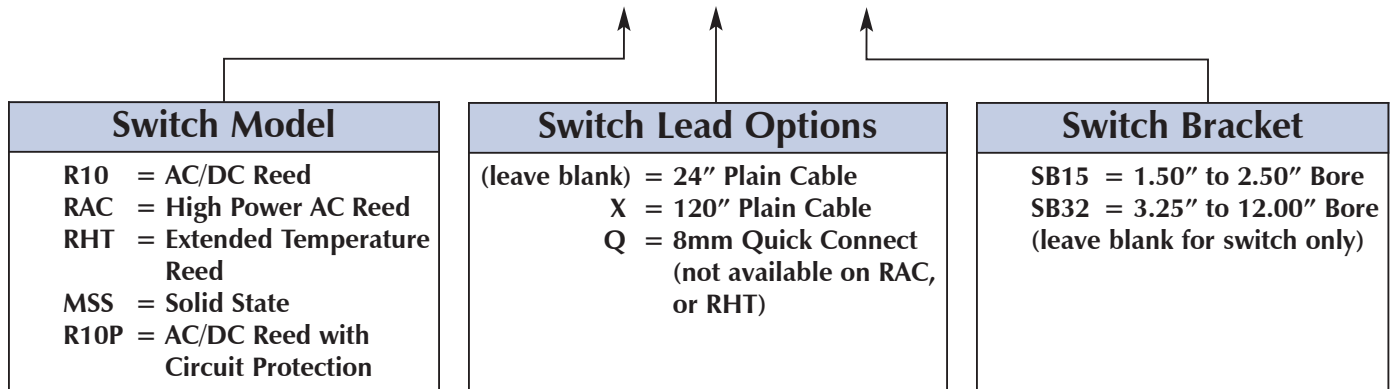 Switch Model
R10 = AC/DC Reed
RAC = High Power AC Reed
RHT = Extended Temperature
Reed
MSS = Solid State
R10P = AC/DC Reed with
Circuit Protection
Switch Lead Options
(leave blank) = 24″ Plain Cable
X = 120″ Plain Cable
Q = 8mm Quick Connect
(not available on RAC,
or RHT)
Switch Bracket
SB15 = 1.50″ to 2.50″ Bore
SB32 = 3.25″ to 12.00″ Bore
(leave blank for switch only)